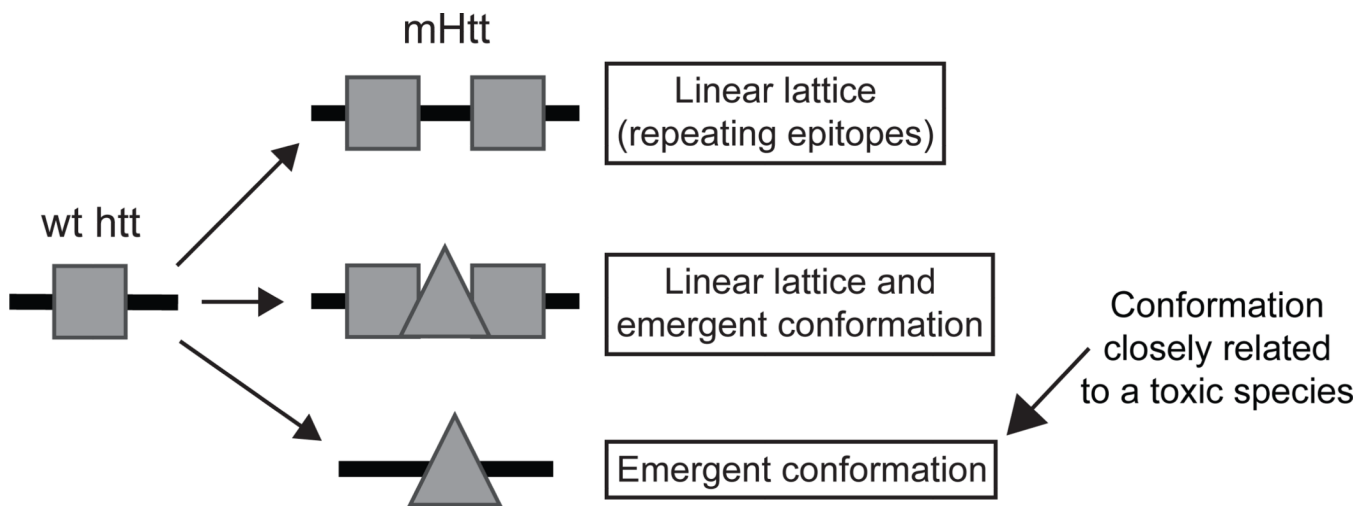 mHtt
Linear lattice
(repeating epitopes)
wt htt
Linear lattice and
emergent conformation
Conformation
closely related
to a toxic species
Emergent conformation